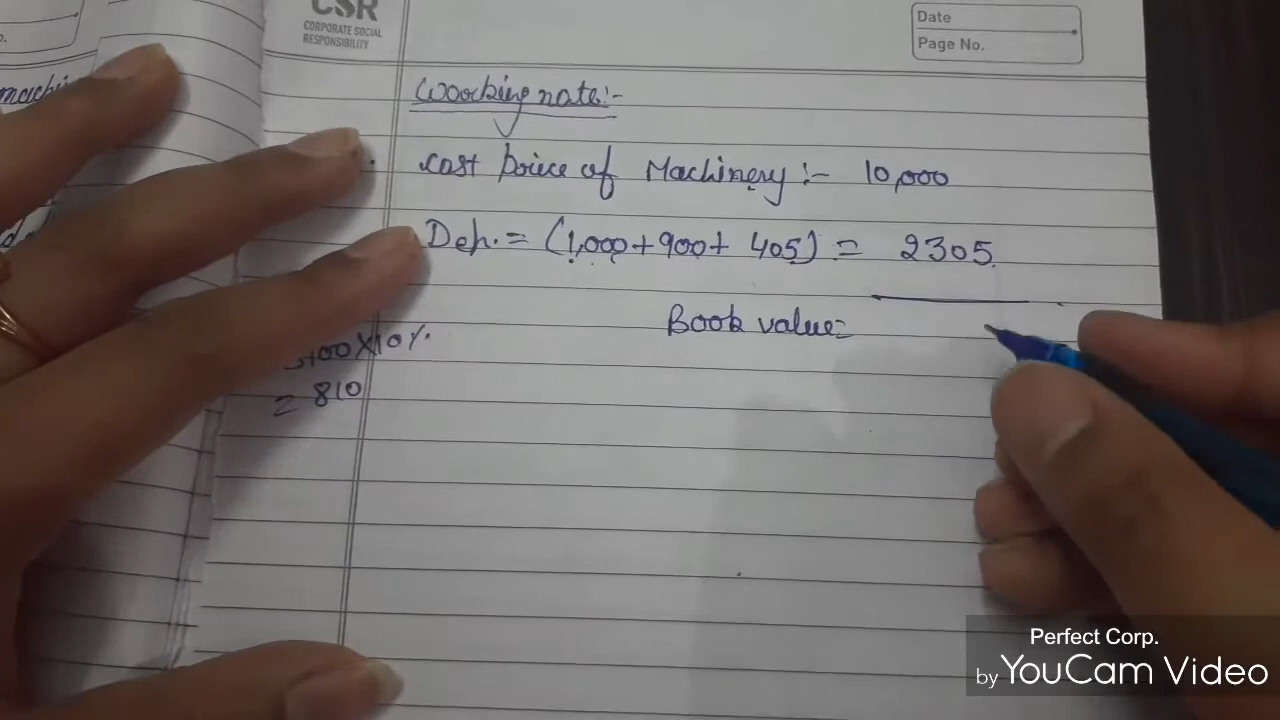 CSR
CORPORATE SOCIAL
RESPONSIBILITY
Date
Page No.
Working note:-
Cost price of Machinery :- 10,000
Dep. = (1,000+900+ 405) = 2305
Book value=
8100X10%
= 810
Perfect Corp.
by YouCam Video